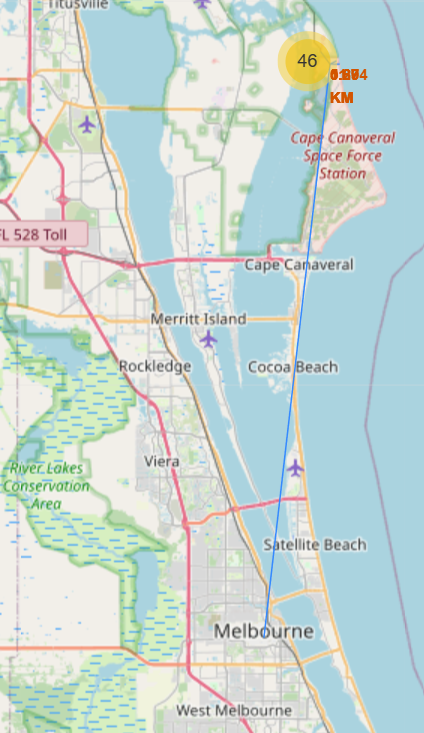 Titusville
46
KM
Cape Canaveral
Space Force
Station
FL 528 Toll
Cape Canaveral
Merritt Island
Cocoa Beach
Rockledge
Viera
River Lakes
Conservation
Area
Satellite Beach
Melbourne
West Melbourne